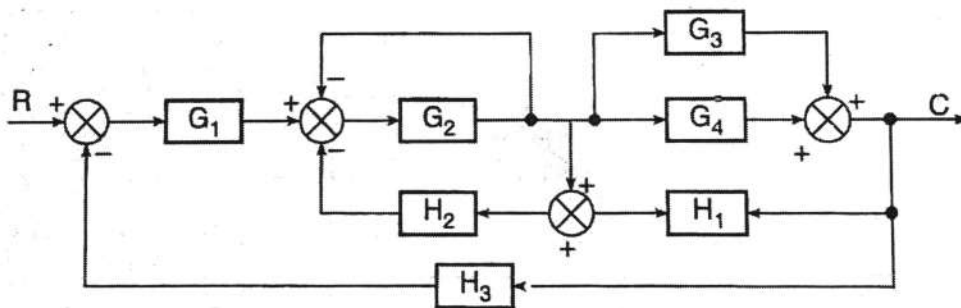 G3
−
R + + G1 G2 G4 + C
− − + +
+
H2 H1
+
H3